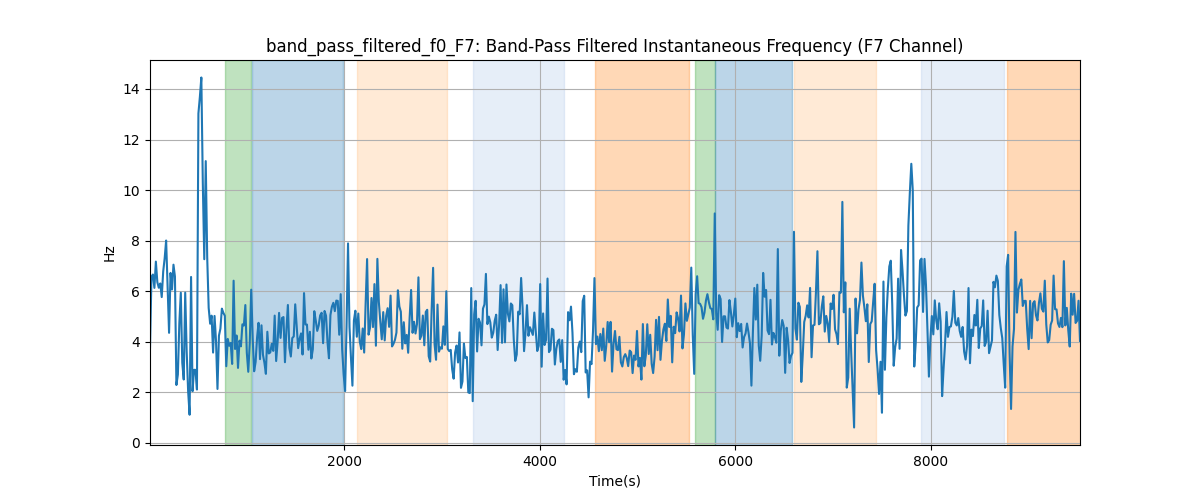 band_pass_filtered_f0_F7: Band-Pass Filtered Instantaneous Frequency (F7 Channel)
14
12
10
8
6
4
2
0
Hz
2000 4000 6000 8000
Time(s)